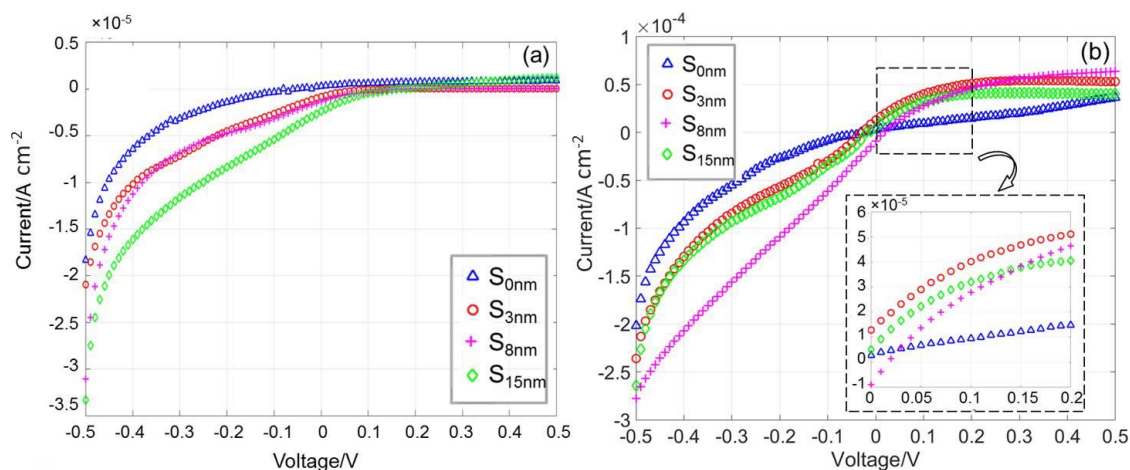 ×10⁻⁵
(a)
0.5
0
-0.5
-1
-1.5
-2
-2.5
-3
-3.5
Current/A cm⁻²
S0nm
S3nm
S8nm
S15nm
-0.5 -0.4 -0.3 -0.2 -0.1 0 0.1 0.2 0.3 0.4 0.5
Voltage/V
×10⁻⁴
(b)
1
0.5
0
-0.5
-1
-1.5
-2
-2.5
-3
Current/A cm⁻²
S0nm
S3nm
S8nm
S15nm
×10⁻⁵
6
5
4
3
2
1
0
-1
0 0.05 0.1 0.15 0.2
-0.5 -0.4 -0.3 -0.2 -0.1 0 0.1 0.2 0.3 0.4 0.5
Voltage/V